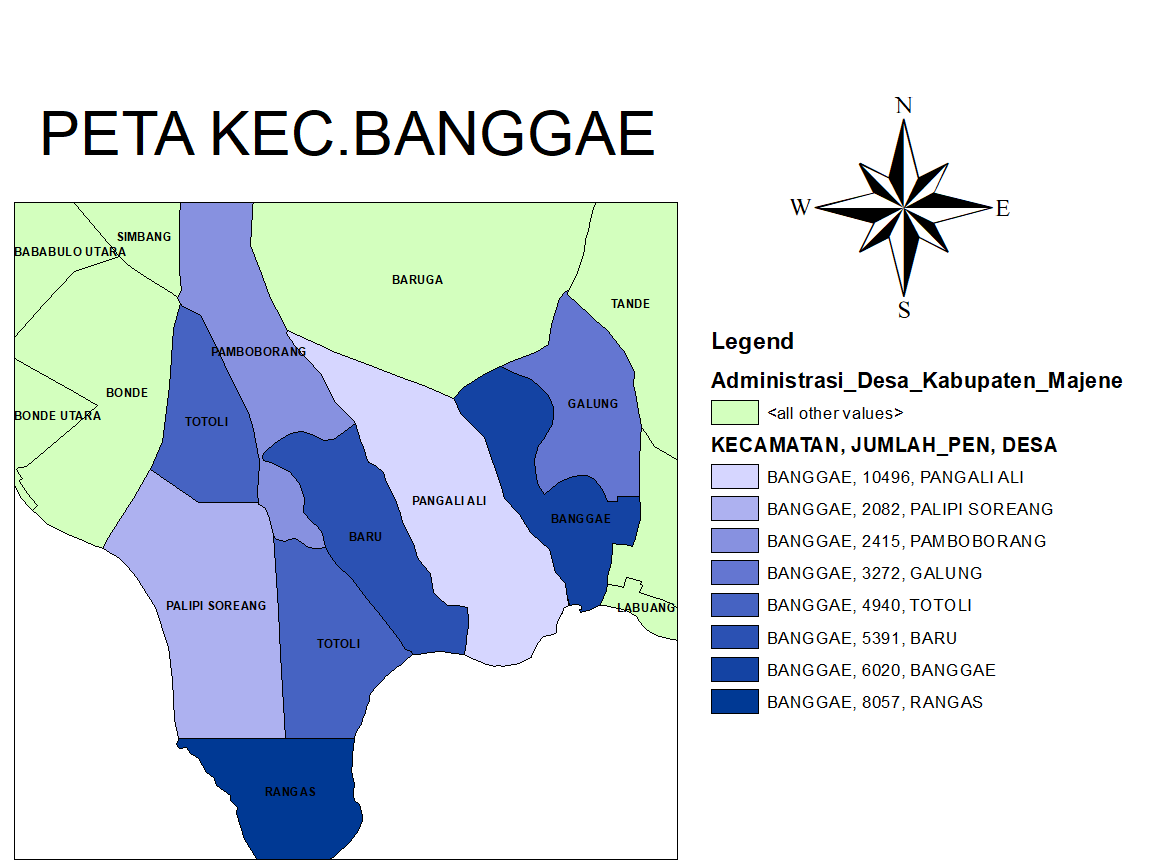 PETA KEC.BANGGAE
N
W
E
S
SIMBANG
BABABULO UTARA
BARUGA
TANDE
PAMBOBORANG
BONDE
BONDE UTARA
TOTOLI
GALUNG
PANGALI ALI
BANGGAE
BARU
PALIPI SOREANG
LABUANG
TOTOLI
RANGAS
Legend
Administrasi_Desa_Kabupaten_Majene
<all other values>
KECAMATAN, JUMLAH_PEN, DESA
BANGGAE, 10496, PANGALI ALI
BANGGAE, 2082, PALIPI SOREANG
BANGGAE, 2415, PAMBOBORANG
BANGGAE, 3272, GALUNG
BANGGAE, 4940, TOTOLI
BANGGAE, 5391, BARU
BANGGAE, 6020, BANGGAE
BANGGAE, 8057, RANGAS